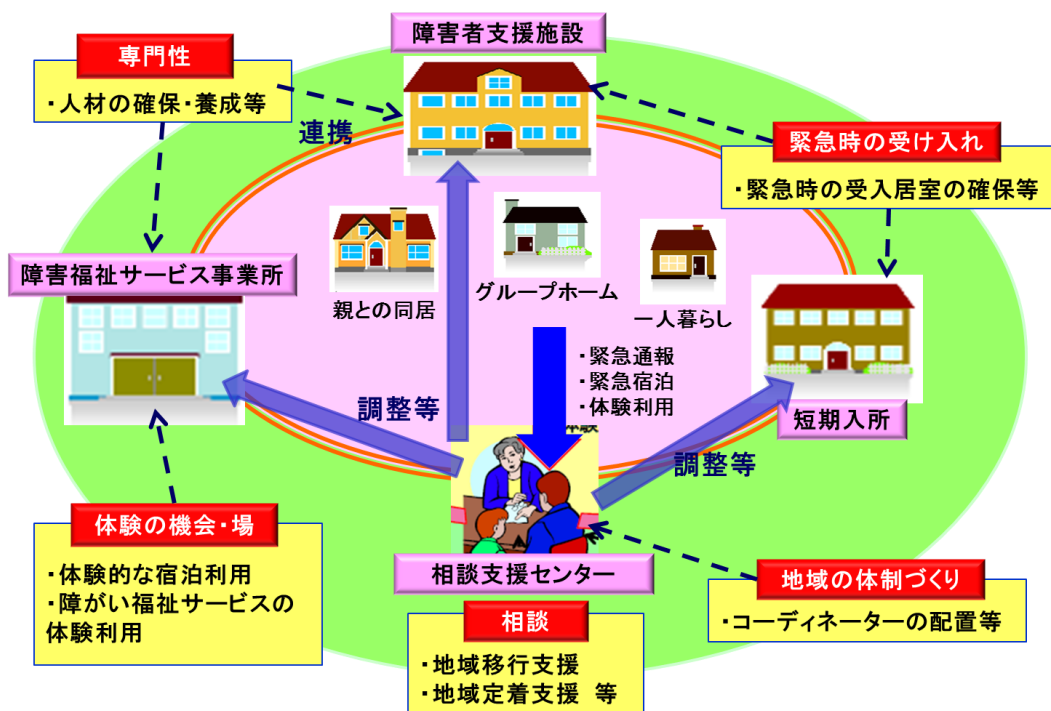 障害者支援施設
専門性
・人材の確保・養成等
連携
緊急時の受け入れ
・緊急時の受入居室の確保等
障害福祉サービス事業所
親との同居
グループホーム
一人暮らし
・緊急通報
・緊急宿泊
・体験利用
調整等
短期入所
調整等
体験の機会・場
・体験的な宿泊利用
・障がい福祉サービスの
体験利用
相談支援センター
地域の体制づくり
・コーディネーターの配置等
相談
・地域移行支援
・地域定着支援 等